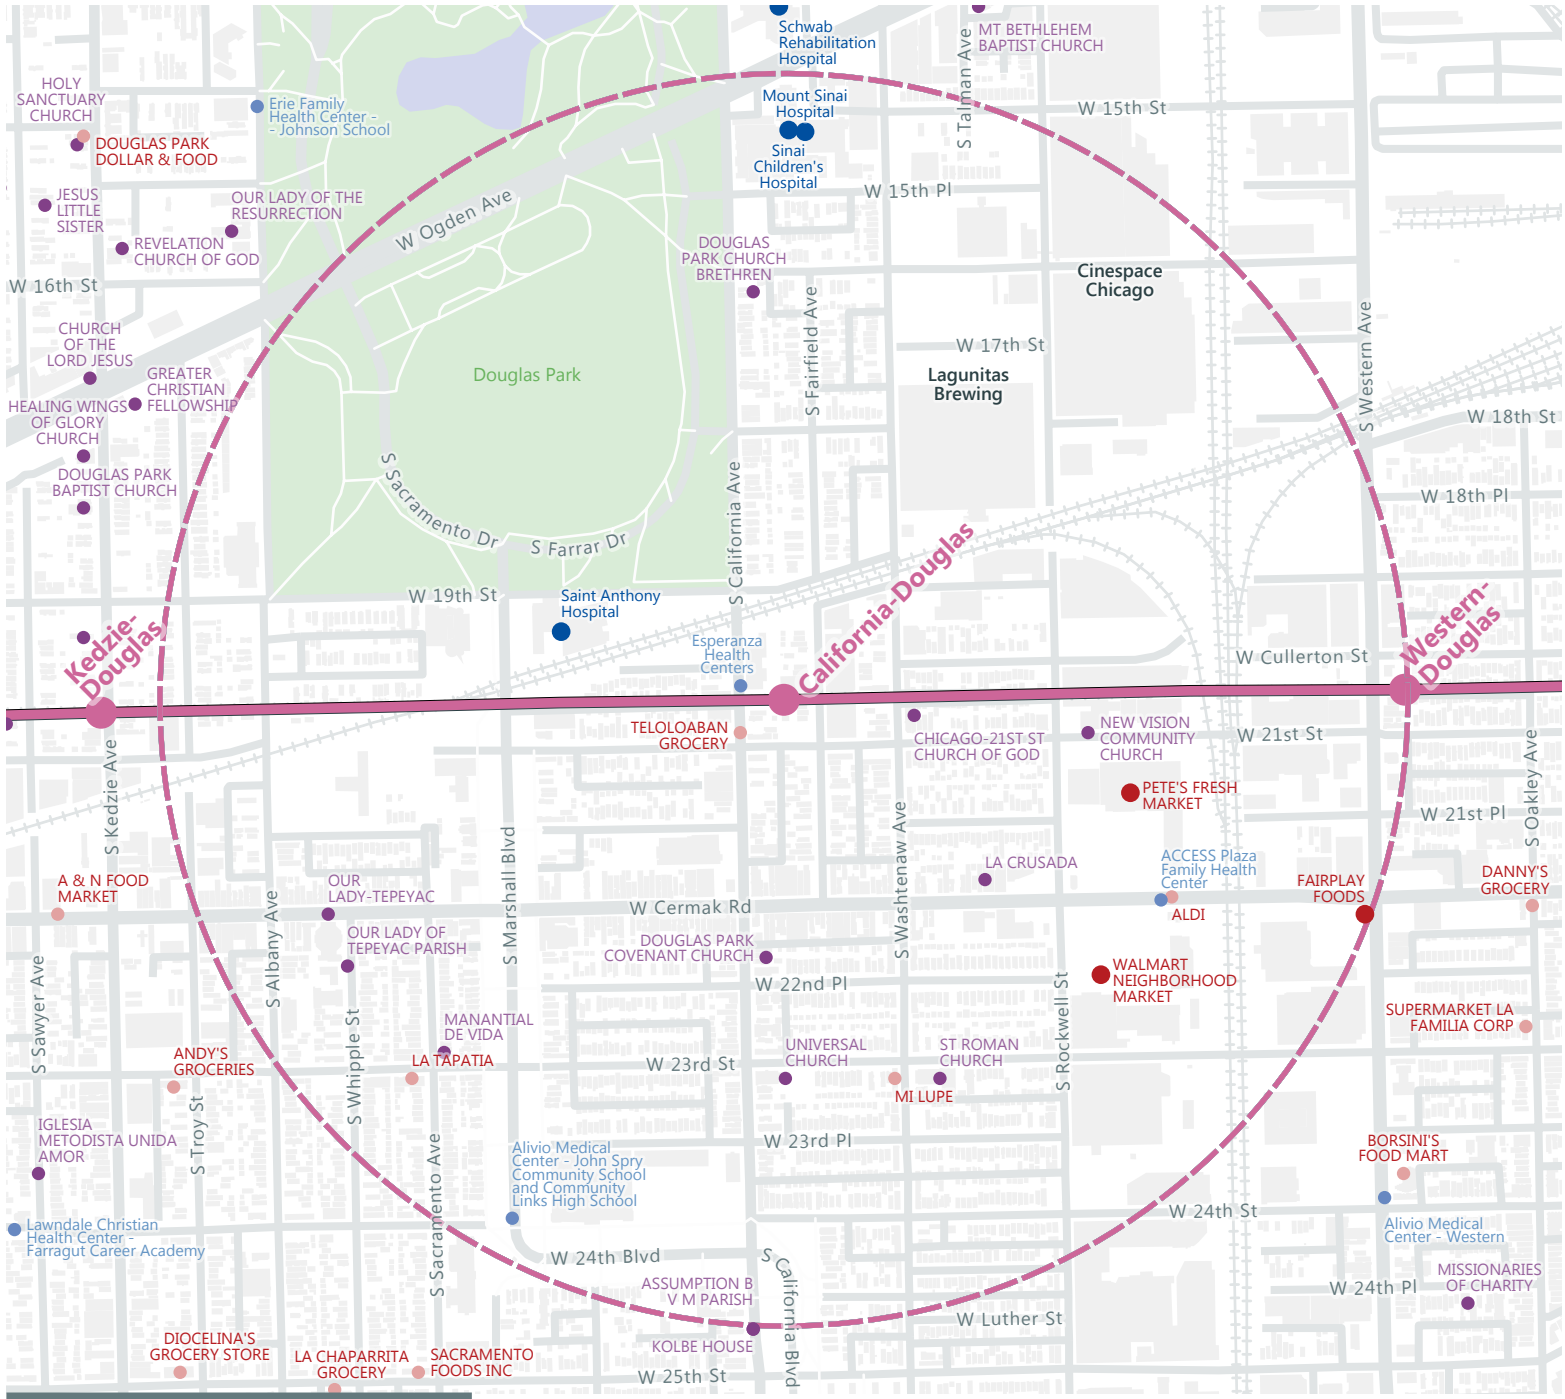 Schwab
Rehabilitation
Hospital
MT BETHLEHEM
BAPTIST CHURCH
S Talman Ave
HOLY
SANCTUARY
CHURCH
Erie Family
Health Center -
- Johnson School
Mount Sinai
Hospital
W 15th St
DOUGLAS PARK
DOLLAR & FOOD
Sinai
Children's
Hospital
W 15th Pl
JESUS
LITTLE
SISTER
OUR LADY OF THE
RESURRECTION
W Ogden Ave
REVELATION
CHURCH OF GOD
DOUGLAS
PARK CHURCH
BRETHREN
Cinespace
Chicago
W 16th St
S Fairfield Ave
S Western Ave
CHURCH
OF THE
LORD JESUS
W 17th St
GREATER
CHRISTIAN
FELLOWSHIP
Douglas Park
Lagunitas
Brewing
HEALING WINGS
OF GLORY
CHURCH
W 18th St
DOUGLAS PARK
BAPTIST CHURCH
W 18th Pl
S Sacramento Dr
S Farrar Dr
S California Ave
California-Douglas
W 19th St
Saint Anthony
Hospital
Kedzie-
Douglas
Esperanza
Health
Centers
W Cullerton St
Western-
Douglas
TELOLOABAN
GROCERY
CHICAGO-21ST ST
CHURCH OF GOD
NEW VISION
COMMUNITY
CHURCH
W 21st St
S Kedzie Ave
S Oakley Ave
PETE'S FRESH
MARKET
W 21st Pl
S Marshall Blvd
S Washtenaw Ave
LA CRUSADA
ACCESS Plaza
Family Health
Center
ALDI
FAIRPLAY
FOODS
DANNY'S
GROCERY
A & N FOOD
MARKET
OUR
LADY-TEPEYAC
W Cermak Rd
S Albany Ave
OUR LADY OF
TEPEYAC PARISH
DOUGLAS PARK
COVENANT CHURCH
W 22nd Pl
WALMART
NEIGHBORHOOD
MARKET
S Sawyer Ave
S Rockwell St
SUPERMARKET LA
FAMILIA CORP
MANANTIAL
DE VIDA
S Whipple St
ANDY'S
GROCERIES
LA TAPATIA
W 23rd St
UNIVERSAL
CHURCH
ST ROMAN
CHURCH
MI LUPE
S Troy St
IGLESIA
METODISTA UNIDA
AMOR
S Sacramento Ave
Alivio Medical
Center - John Spry
Community School
and Community
Links High School
W 23rd Pl
BORSINI'S
FOOD MART
Lawndale Christian
Health Center -
Farragut Career Academy
W 24th St
Alivio Medical
Center - Western
W 24th Blvd
S California Blvd
ASSUMPTION B
V M PARISH
MISSIONARIES
OF CHARITY
W 24th Pl
W Luther St
KOLBE HOUSE
DIOCELINA'S
GROCERY STORE
LA CHAPARRITA
GROCERY
SACRAMENTO
FOODS INC
W 25th St